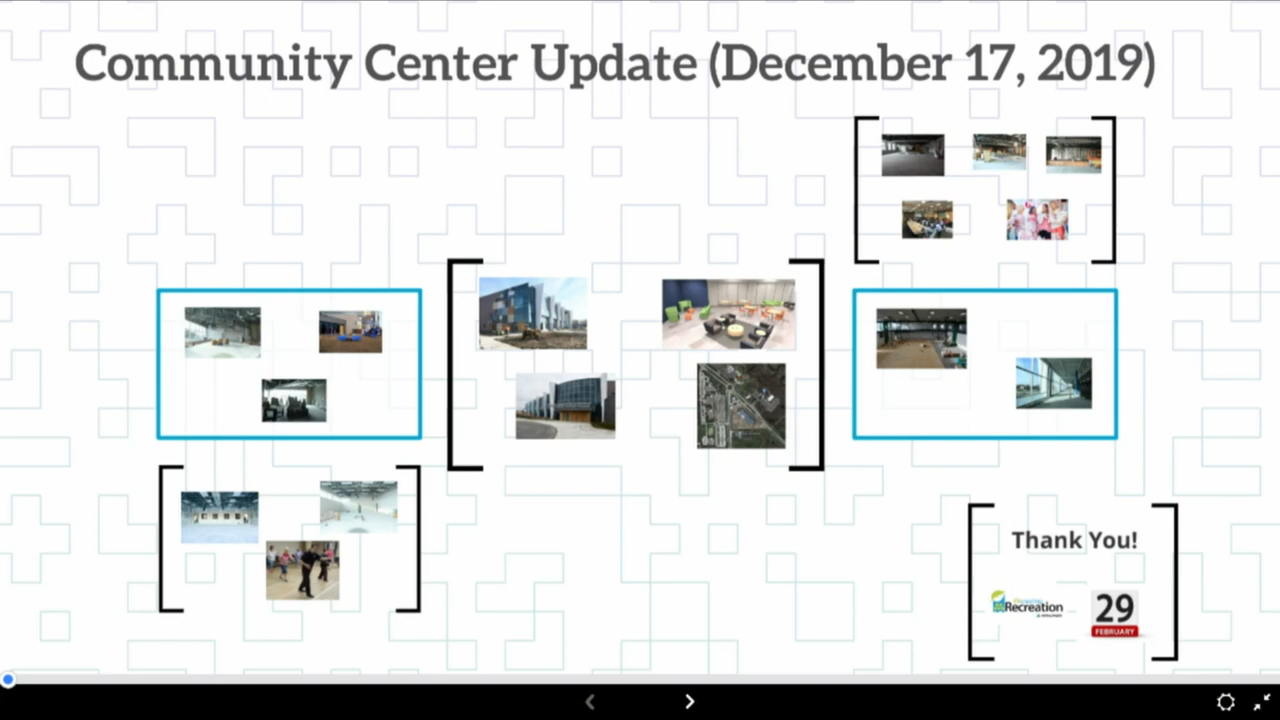 Community Center Update (December 17, 2019)
Thank You!
Recreation
29
FEBRUARY